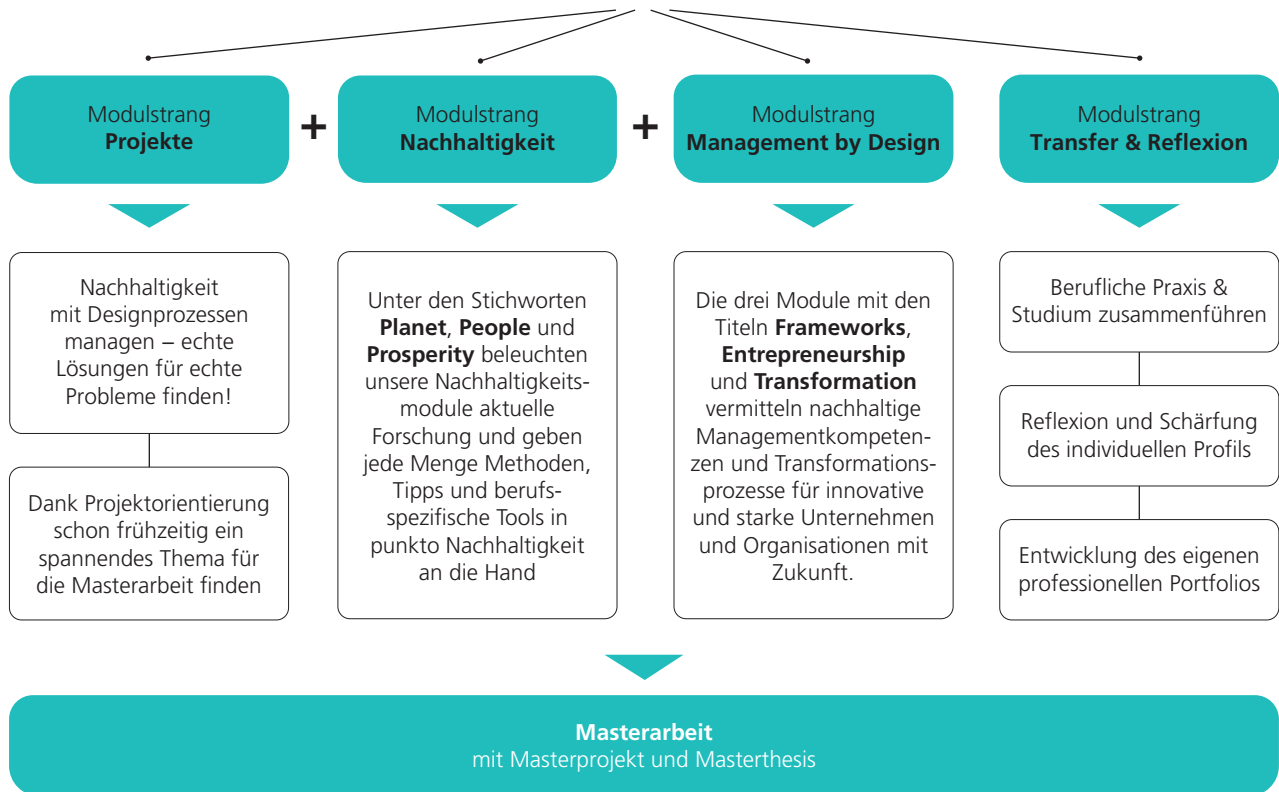 Modulstrang
Projekte
+
Modulstrang
Nachhaltigkeit
+
Modulstrang
Management by Design
Modulstrang
Transfer & Reflexion
Nachhaltigkeit
mit Designprozessen
managen – echte
Lösungen für echte
Probleme finden!
Dank Projektorientierung
schon frühzeitig ein
spannendes Thema für
die Masterarbeit finden
Unter den Stichworten
Planet, People und
Prosperity beleuchten
unsere Nachhaltigkeits-
module aktuelle
Forschung und geben
jede Menge Methoden,
Tipps und berufs-
spezifische Tools in
punkto Nachhaltigkeit
an die Hand
Die drei Module mit den
Titeln Frameworks,
Entrepreneurship
und Transformation
vermitteln nachhaltige
Managementkompeten-
zen und Transformations-
prozesse für innovative
und starke Unternehmen
und Organisationen mit
Zukunft.
Berufliche Praxis &
Studium zusammenführen
Reflexion und Schärfung
des individuellen Profils
Entwicklung des eigenen
professionellen Portfolios
Masterarbeit
mit Masterprojekt und Masterthesis